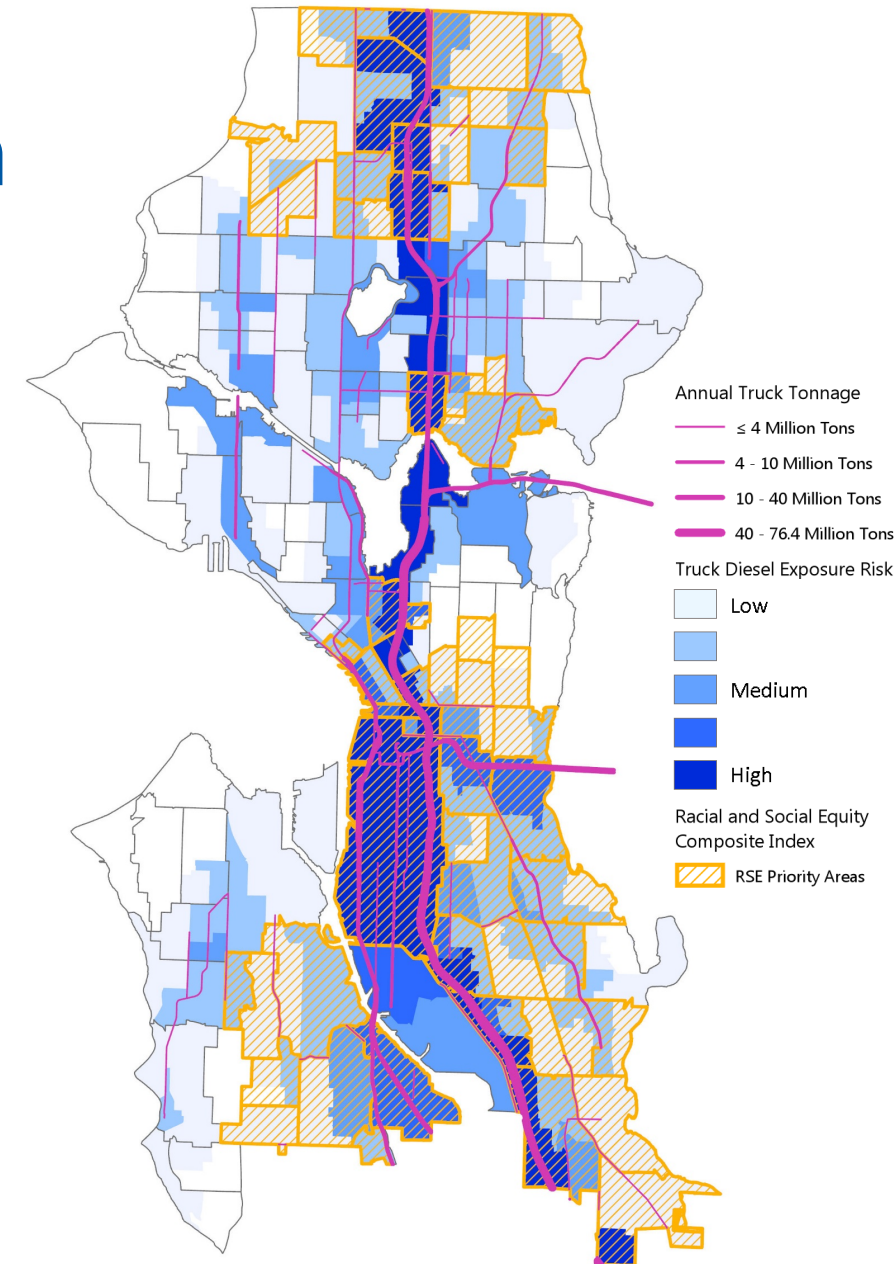 n
Annual Truck Tonnage
≤ 4 Million Tons
4 - 10 Million Tons
10 - 40 Million Tons
40 - 76.4 Million Tons
Truck Diesel Exposure Risk
Low
Medium
High
Racial and Social Equity
Composite Index
RSE Priority Areas